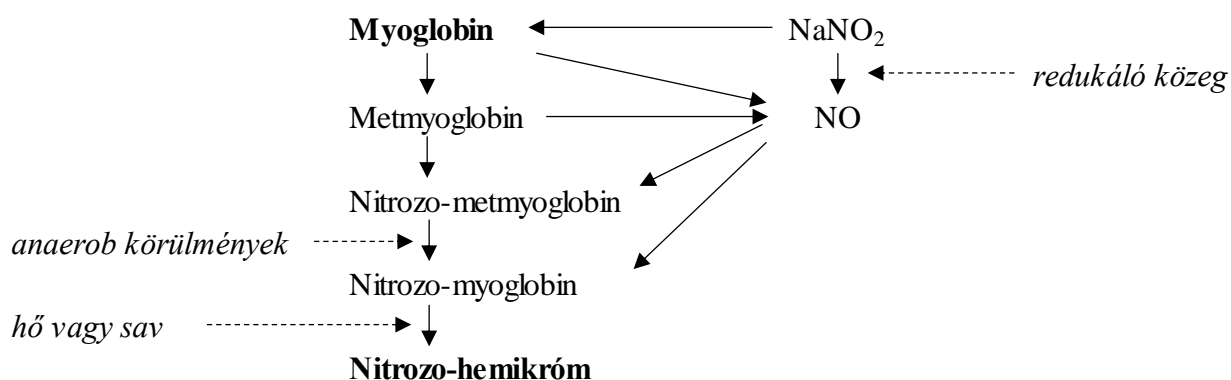 Myoglobin NaNO₂
redukáló közeg
Metmyoglobin NO
Nitrozo-metmyoglobin
anaerob körülmények
Nitrozo-myoglobin
hő vagy sav
Nitrozo-hemikróm